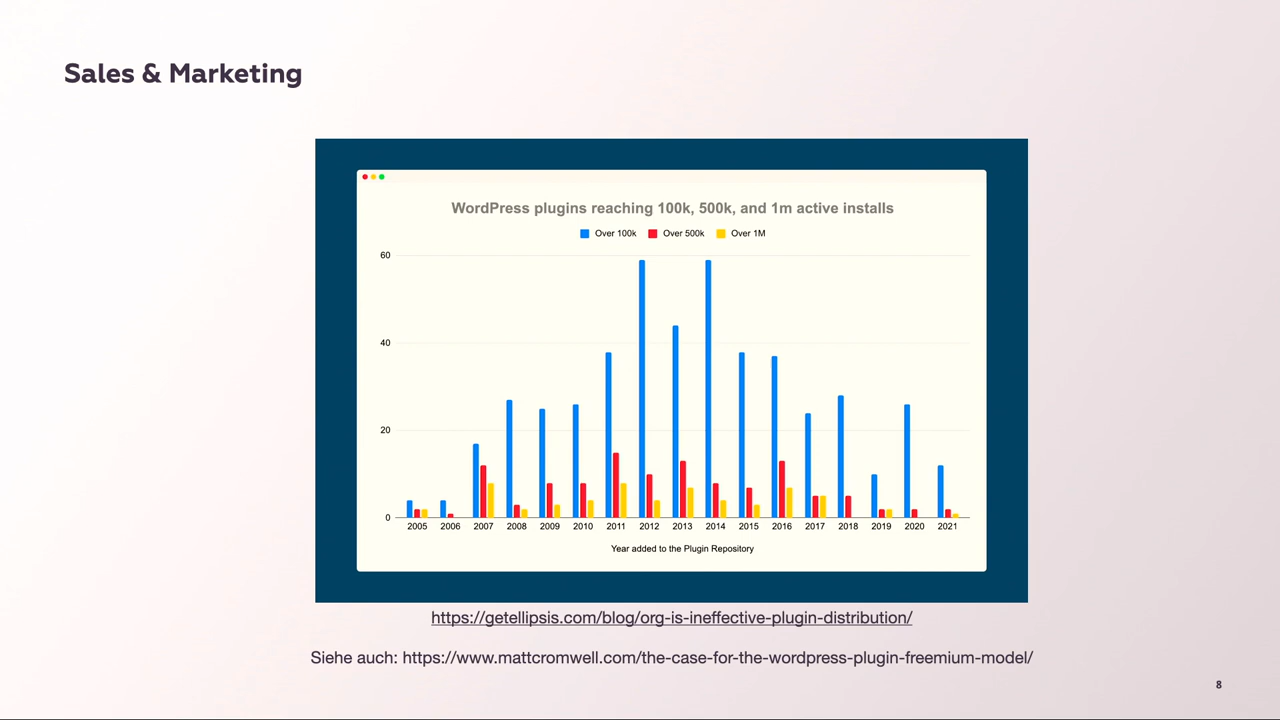 Sales & Marketing
WordPress plugins reaching 100k, 500k, and 1m active installs
Over 100k Over 500k Over 1M
60
40
20
0
2005 2006 2007 2008 2009 2010 2011 2012 2013 2014 2015 2016 2017 2018 2019 2020 2021
Year added to the Plugin Repository
https://getellipsis.com/blog/org-is-ineffective-plugin-distribution/
Siehe auch: https://www.mattcromwell.com/the-case-for-the-wordpress-plugin-freemium-model/
8